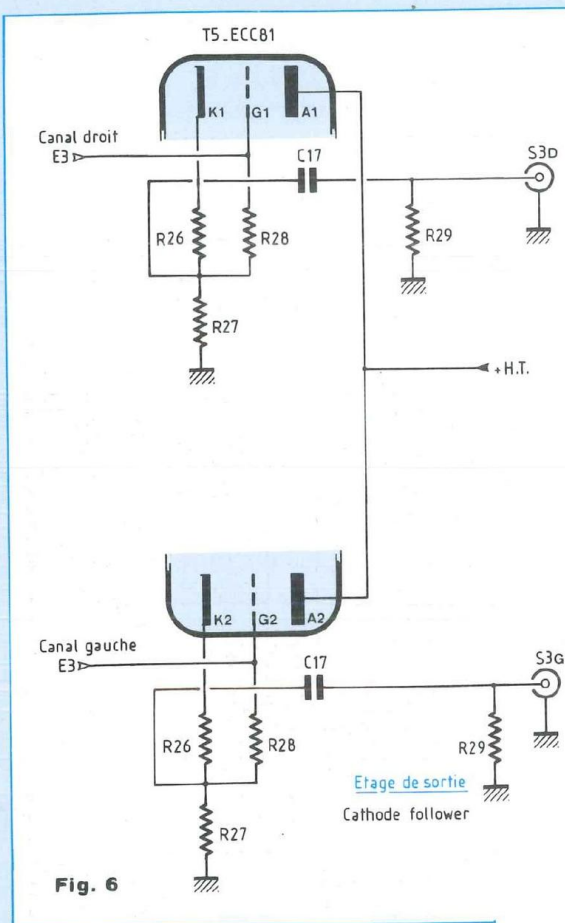 T5_ECC81
K1
G1
A1
Canal droit
E3
C17
S3D
R26
R28
R29
R27
+H.T.
K2
G2
A2
Canal gauche
E3
C17
S3G
R26
R28
R29
Etage de sortie
Cathode follower
R27
Fig. 6